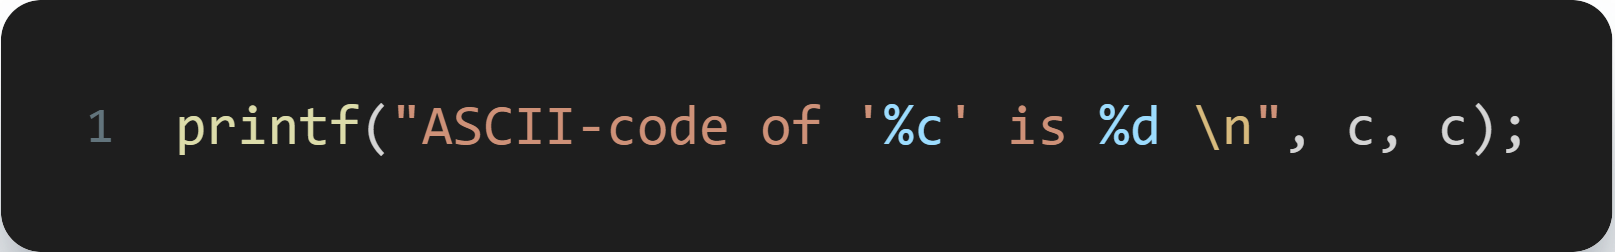 1 printf("ASCII-code of '%c' is %d \n", c, c);